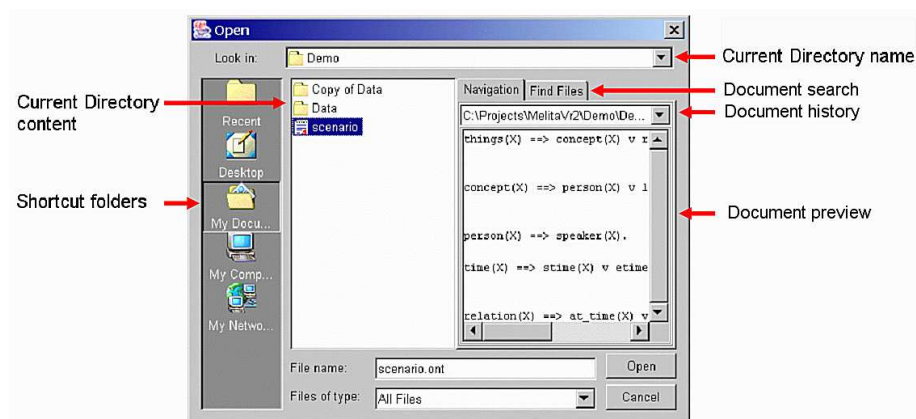 Open
Look in:
Demo
Current Directory name
Current Directory
content
Shortcut folders
Recent
Desktop
My Docu...
My Comp...
My Netwo...
Copy of Data
Data
scenario
Navigation
Find Files
Document search
C:\Projects\MelitaVr2\Demo\De...
Document history
things(X) ==> concept(X) v r
concept(X) ==> person(X) v l
person(X) ==> speaker(X).
time(X) ==> stime(X) v etime
relation(X) ==> at_time(X) v
Document preview
File name:
scenario.ont
Open
Files of type:
All Files
Cancel